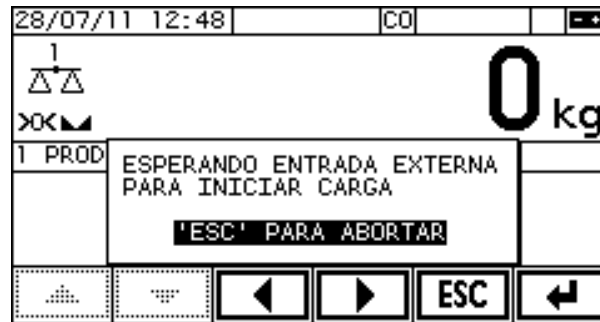 28/07/11 12:48 CO
1
0 kg
1 PROD
ESPERANDO ENTRADA EXTERNA
PARA INICIAR CARGA
'ESC' PARA ABORTAR
ESC